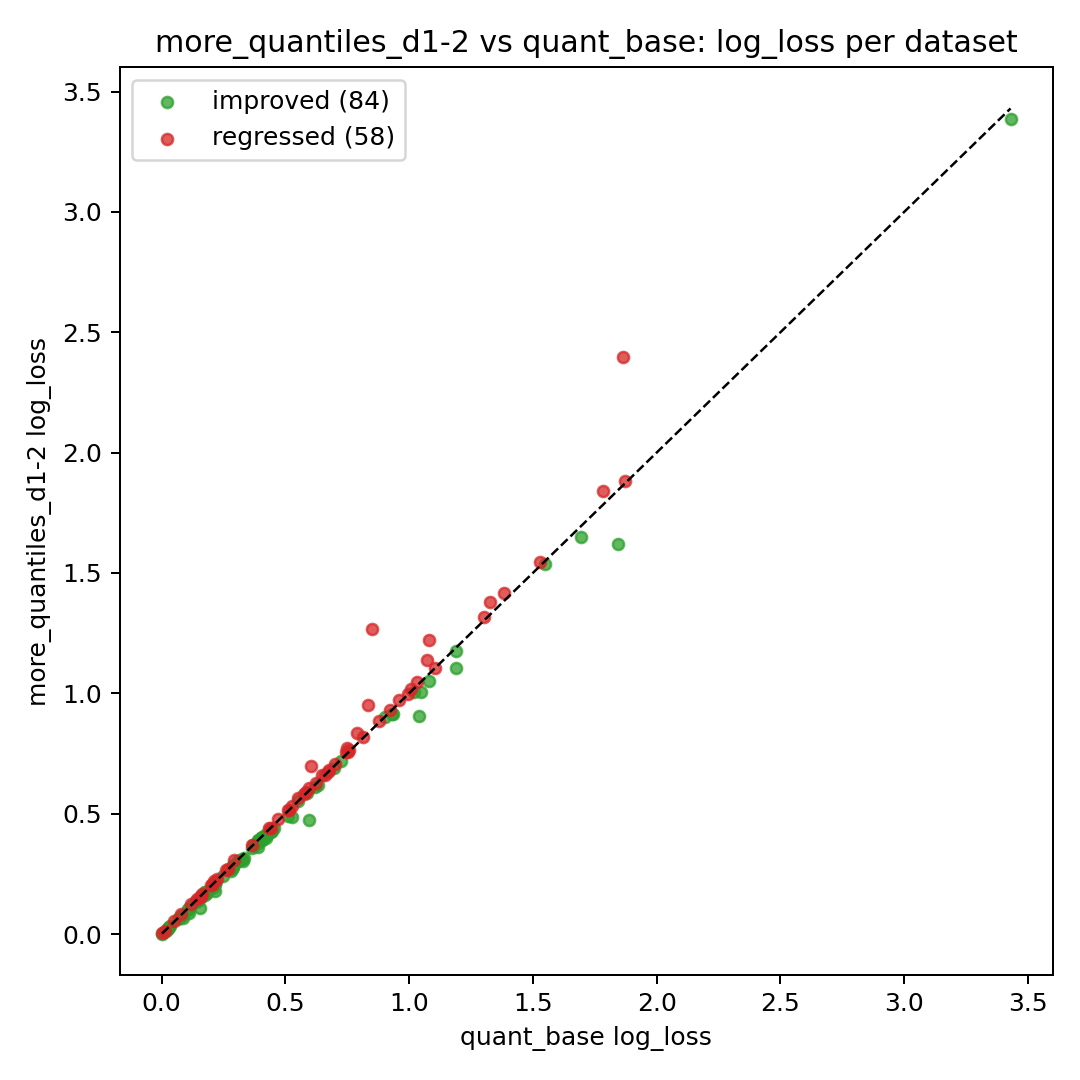 more_quantiles_d1-2 vs quant_base: log_loss per dataset
improved (84)
regressed (58)
3.5
3.0
2.5
2.0
1.5
1.0
0.5
0.0
more_quantiles_d1-2 log_loss
0.0 0.5 1.0 1.5 2.0 2.5 3.0 3.5
quant_base log_loss